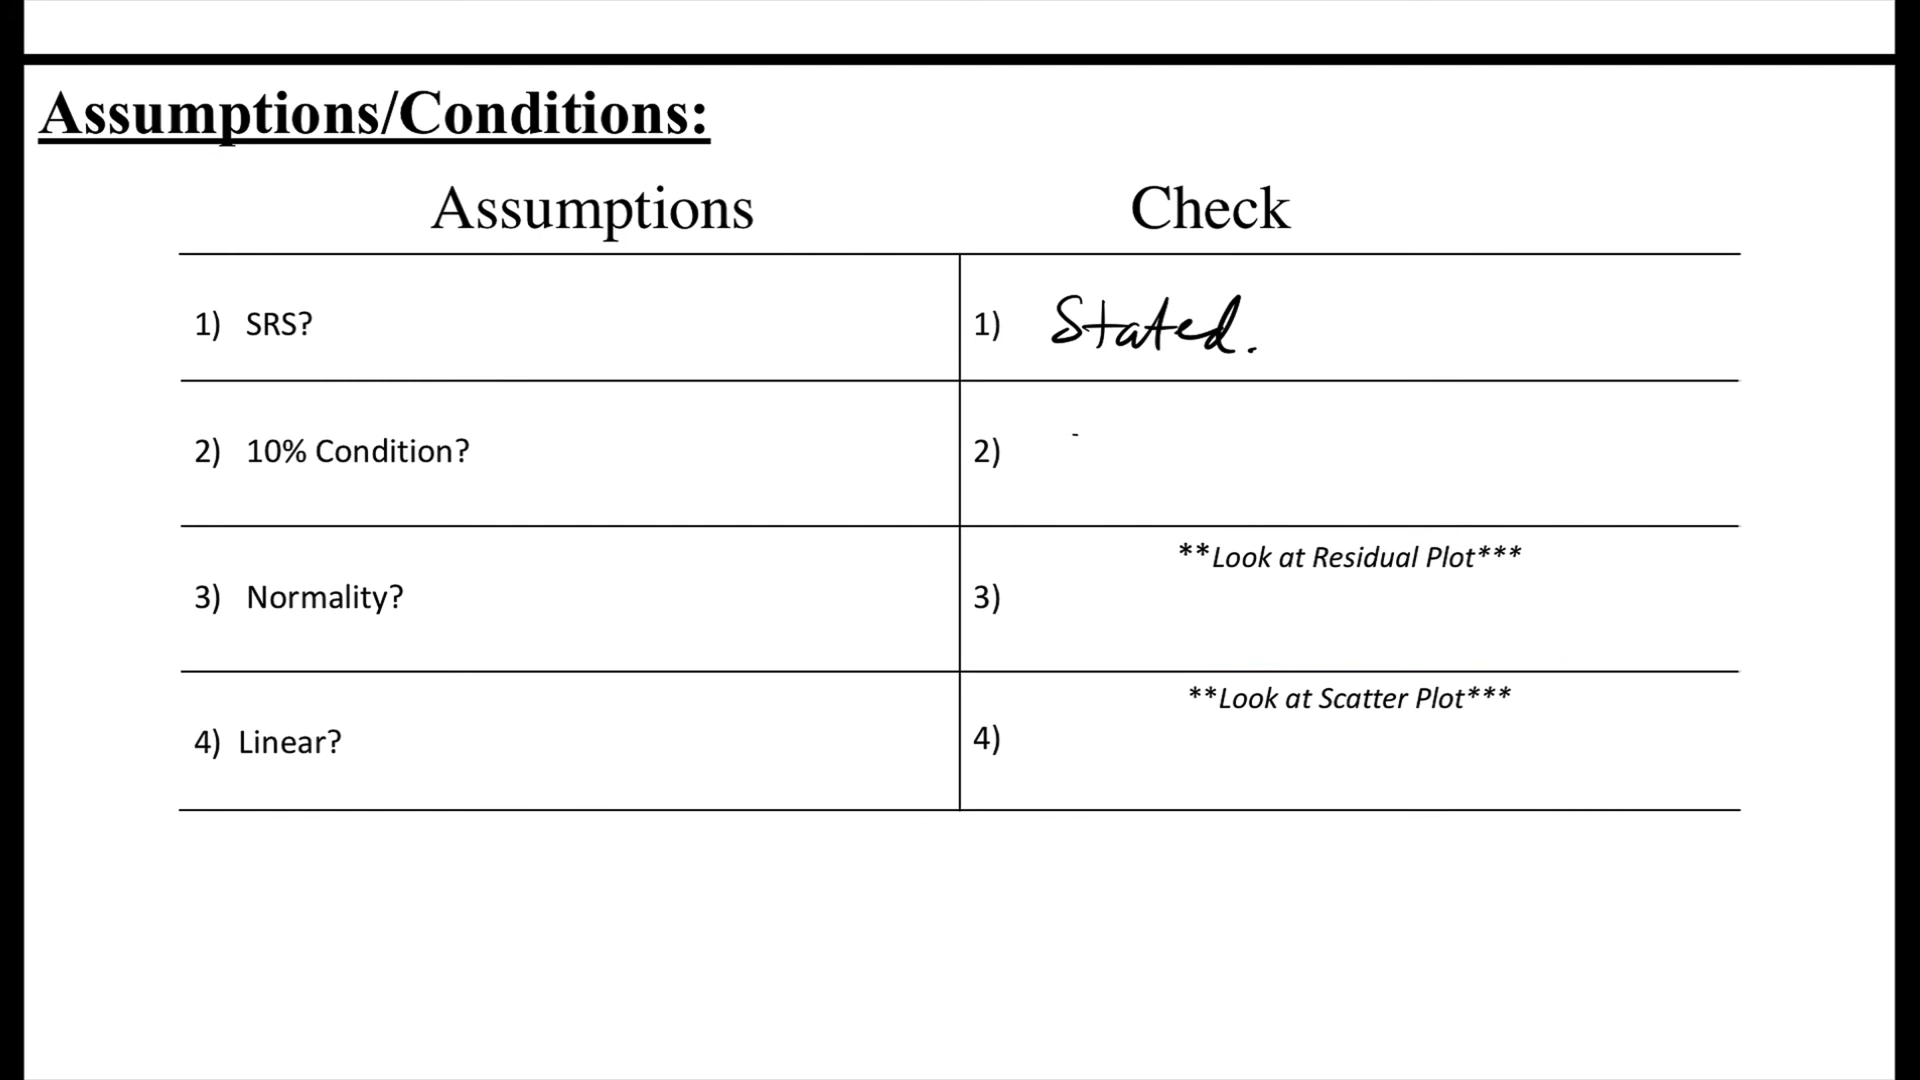 Assumptions/Conditions:
Assumptions Check
1) SRS? 1) Stated.
2) 10% Condition? 2)
**Look at Residual Plot***
3) Normality? 3)
**Look at Scatter Plot***
4) Linear? 4)